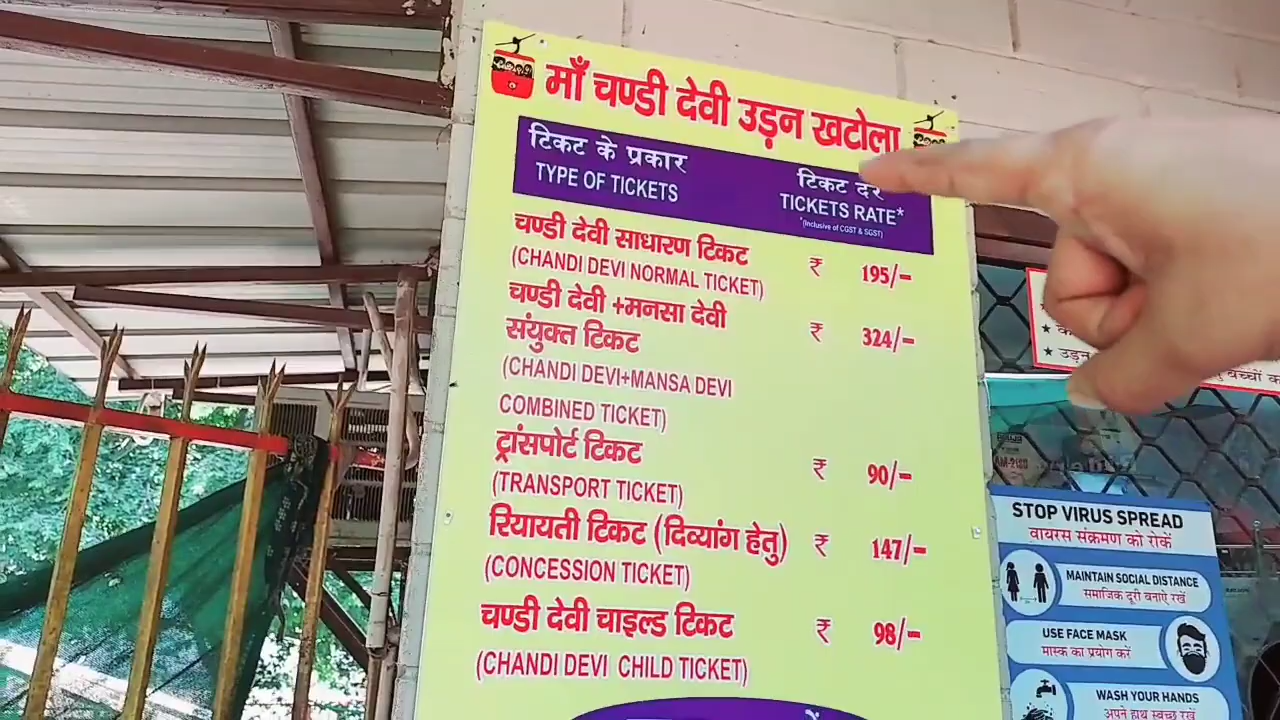 माँ चण्डी देवी उड़न खटोला
टिकट के प्रकार
TYPE OF TICKETS
टिकट दर
TICKETS RATE*
*(Inclusive of CGST & SGST)
चण्डी देवी साधारण टिकट ₹ 195/-
(CHANDI DEVI NORMAL TICKET)
चण्डी देवी +मनसा देवी ₹ 324/-
संयुक्त टिकट
(CHANDI DEVI+MANSA DEVI
COMBINED TICKET)
ट्रांसपोर्ट टिकट ₹ 90/-
(TRANSPORT TICKET)
रियायती टिकट (दिव्यांग हेतु) ₹ 147/-
(CONCESSION TICKET)
चण्डी देवी चाइल्ड टिकट ₹ 98/-
(CHANDI DEVI CHILD TICKET)
STOP VIRUS SPREAD
वायरस संक्रमण को रोकें
MAINTAIN SOCIAL DISTANCE
समाजिक दूरी बनाऐ रखें
USE FACE MASK
मास्क का प्रयोग करें
WASH YOUR HANDS
अपने हाथ स्वच्छ रखें